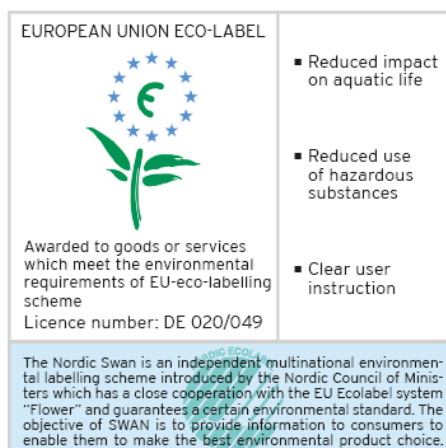 EUROPEAN UNION ECO-LABEL
Awarded to goods or services
which meet the environmental
requirements of EU-eco-labelling
scheme
Licence number: DE 020/049
▪ Reduced impact
on aquatic life
▪ Reduced use
of hazardous
substances
▪ Clear user
instruction
The Nordic Swan is an independent multinational environmen-
tal labelling scheme introduced by the Nordic Council of Minis-
ters which has a close cooperation with the EU Ecolabel system
“Flower” and guarantees a certain environmental standard. The
objective of SWAN is to provide information to consumers to
enable them to make the best environmental product choice.